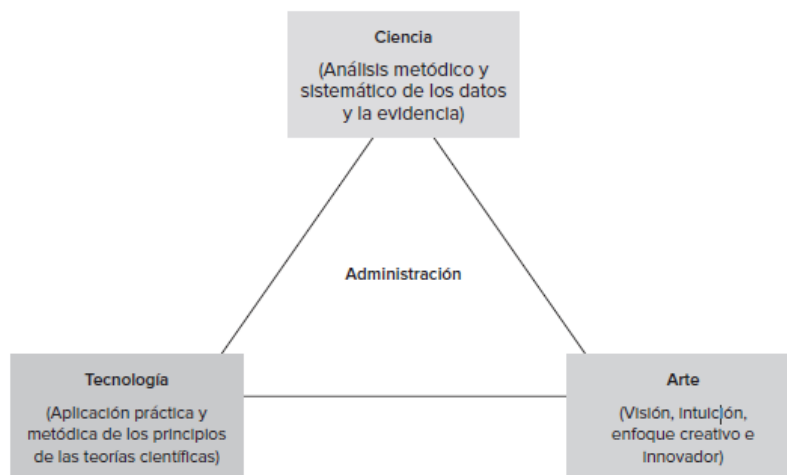 Ciencia
(Análisis metódico y
sistemático de los datos
y la evidencia)
Administración
Tecnología
(Aplicación práctica y
metódica de los principios
de las teorías científicas)
Arte
(Visión, intuición,
enfoque creativo e
innovador)